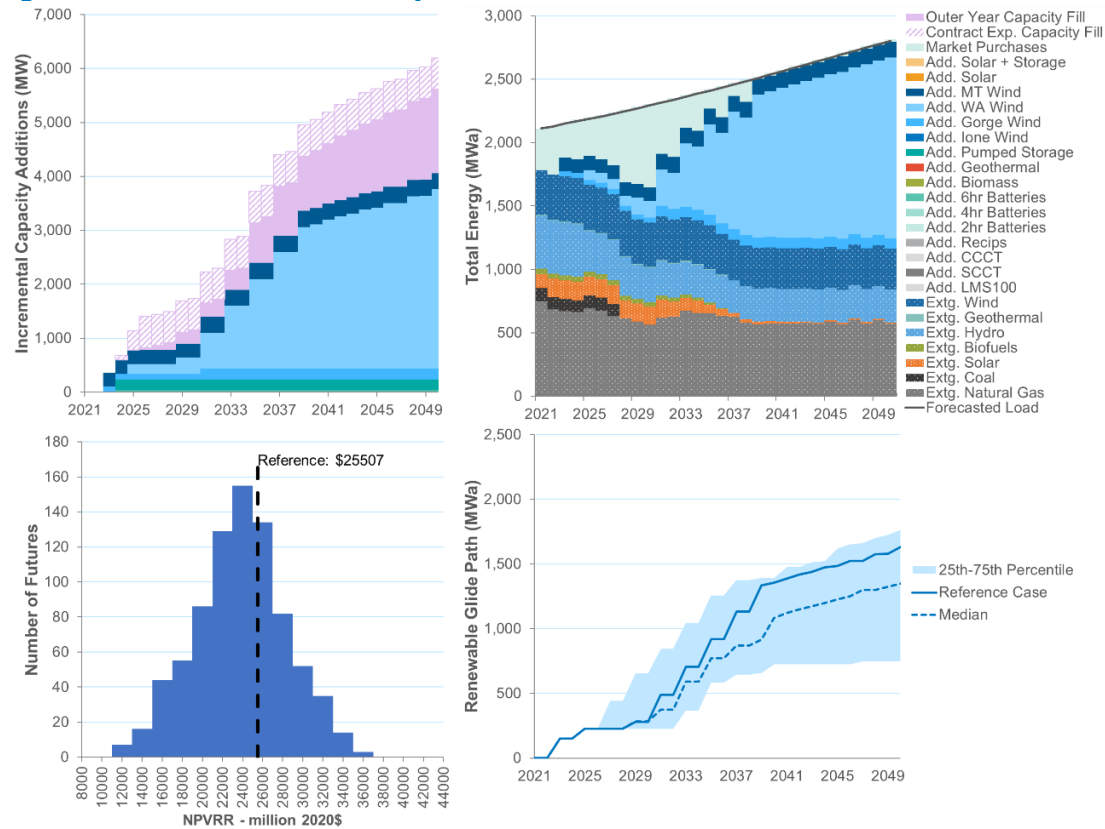 7,000
6,000
5,000
4,000
3,000
2,000
1,000
0
Incremental Capacity Additions (MW)
2021 2025 2029 2033 2037 2041 2045 2049
3,000
2,500
2,000
1,500
1,000
500
0
Total Energy (MWa)
2021 2025 2029 2033 2037 2041 2045 2049
Outer Year Capacity Fill
Contract Exp. Capacity Fill
Market Purchases
Add. Solar + Storage
Add. Solar
Add. MT Wind
Add. WA Wind
Add. Gorge Wind
Add. Ione Wind
Add. Pumped Storage
Add. Geothermal
Add. Biomass
Add. 6hr Batteries
Add. 4hr Batteries
Add. 2hr Batteries
Add. Recips
Add. CCCT
Add. SCCT
Add. LMS100
Extg. Wind
Extg. Geothermal
Extg. Hydro
Extg. Biofuels
Extg. Solar
Extg. Coal
Extg. Natural Gas
Forecasted Load
180
160
140
120
100
80
60
40
20
0
Number of Futures
Reference: $25507
8000 10000 12000 14000 16000 18000 20000 22000 24000 26000 28000 30000 32000 34000 36000 38000 40000 42000 44000
NPVRR - million 2020$
2,500
2,000
1,500
1,000
500
0
Renewable Glide Path (MWa)
2021 2025 2029 2033 2037 2041 2045 2049
25th-75th Percentile
Reference Case
Median